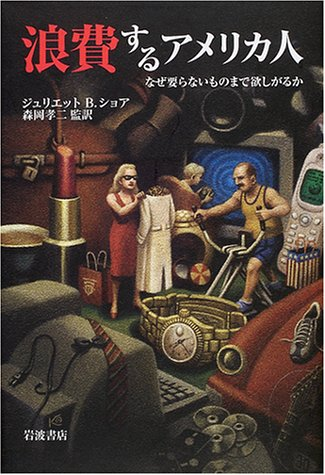 浪費するアメリカ人
なぜ要らないものまで欲しがるか
ジュリエット B.ショア
森岡孝二 監訳
岩波書店